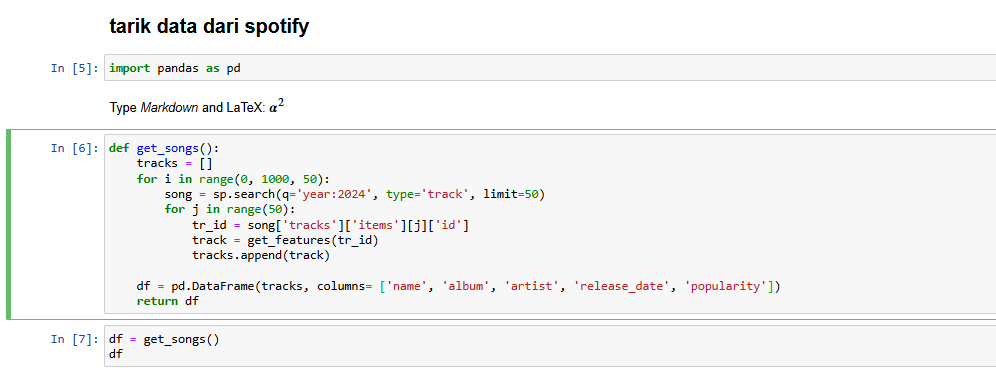 tarik data dari spotify
In [5]: import pandas as pd
Type Markdown and LaTeX: α²
In [6]: def get_songs():
    tracks = []
    for i in range(0, 1000, 50):
        song = sp.search(q='year:2024', type='track', limit=50)
        for j in range(50):
            tr_id = song['tracks']['items'][j]['id']
            track = get_features(tr_id)
            tracks.append(track)
    df = pd.DataFrame(tracks, columns= ['name', 'album', 'artist', 'release_date', 'popularity'])
    return df
In [7]: df = get_songs()
df